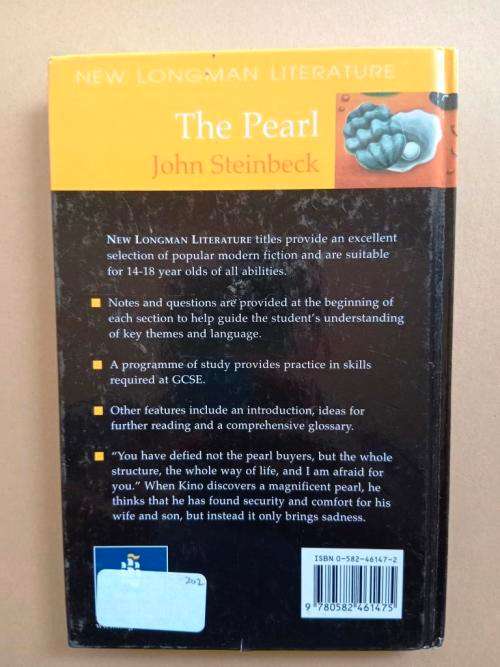 NEW LONGMAN LITERATURE
The Pearl
John Steinbeck
NEW LONGMAN LITERATURE titles provide an excellent
selection of popular modern fiction and are suitable
for 14-18 year olds of all abilities.
Notes and questions are provided at the beginning of
each section to help guide the student's understanding
of key themes and language.
A programme of study provides practice in skills
required at GCSE.
Other features include an introduction, ideas for
further reading and a comprehensive glossary.
"You have defied not the pearl buyers, but the whole
structure, the whole way of life, and I am afraid for
you." When Kino discovers a magnificent pearl, he
thinks that he has found security and comfort for his
wife and son, but instead it only brings sadness.
202
ISBN 0-582-46147-2
9 780582 461475